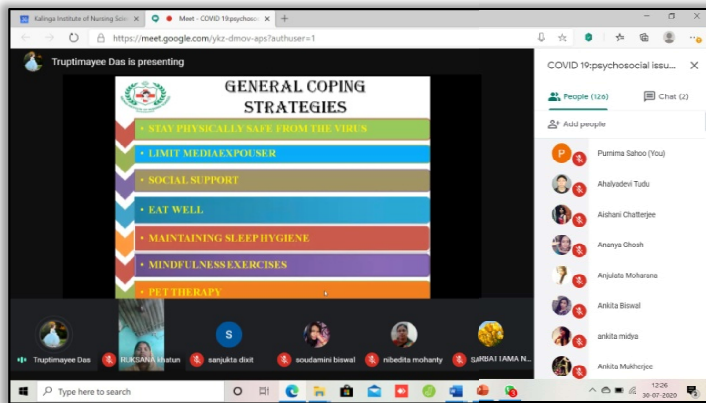 Kalinga Institute of Nursing Scie
Meet - COVID 19:psychosoc
https://meet.google.com/ykz-dmov-aps?authuser=1
Truptimayee Das is presenting
GENERAL COPING
STRATEGIES
• STAY PHYSICALLY SAFE FROM THE VIRUS
• LIMIT MEDIAEXPOUSER
• SOCIAL SUPPORT
• EAT WELL
• MAINTAINING SLEEP HYGIENE
• MINDFULNESS EXERCISES
• PET THERAPY
Truptimayee Das
RUKSANA khatun
S
sanjukta dixit
soudamini biswal
nibedita mohanty
COVID 19:psychosocial issu...
People (126)
Chat (2)
Add people
P
Purnima Sahoo (You)
Ahalyadevi Tudu
Aishani Chatterjee
Ananya Ghosh
Anjulata Moharana
Ankita Biswal
ankita midya
Ankita Mukherjee
Type here to search
12:26
30-07-2020